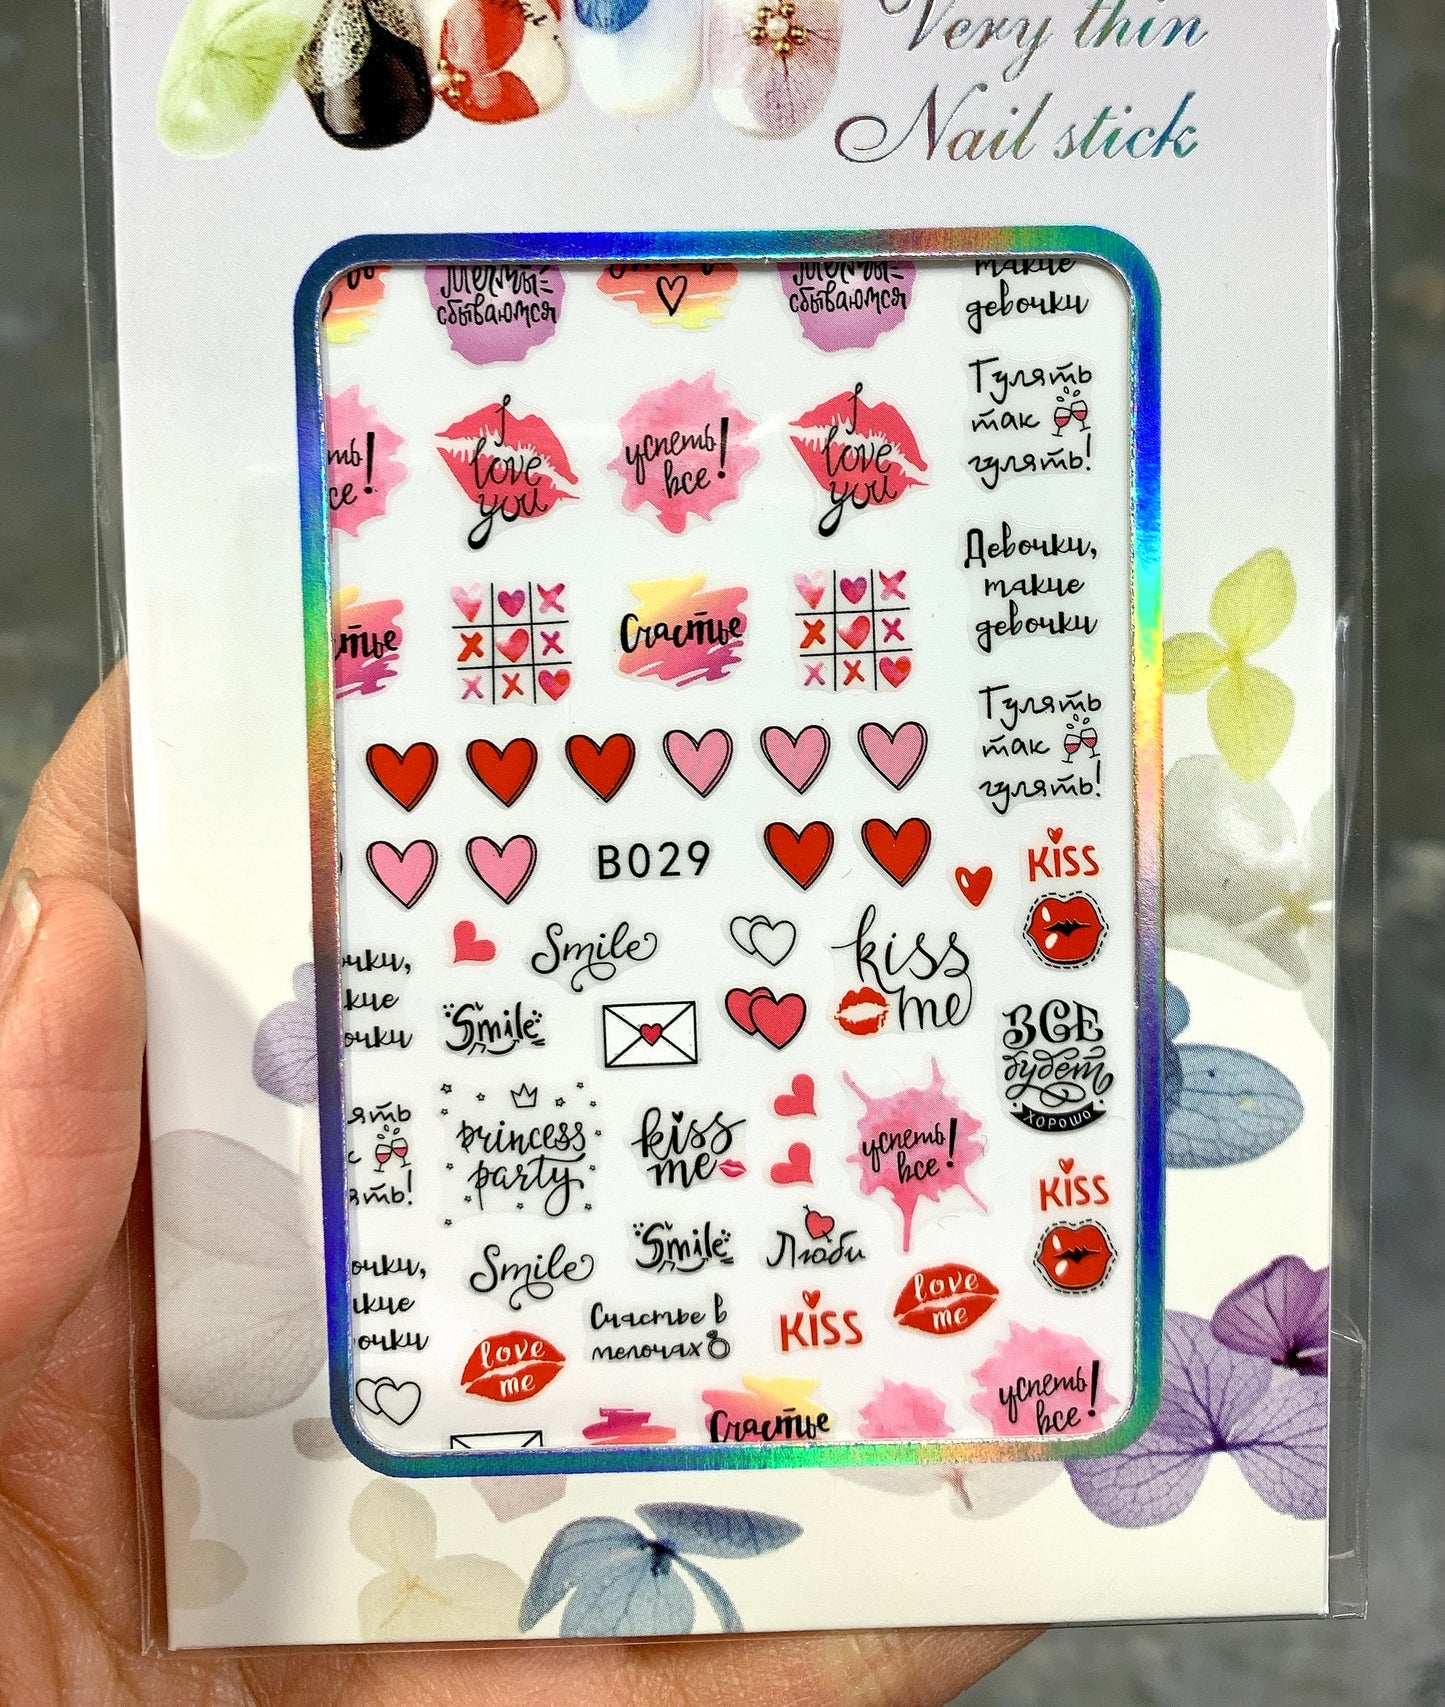 Very thin
Nail stick
Мечты
сбываются
Мечты
сбываются
такие
девочки
I
love
you
успеть
все!
I
love
you
Гулять
так
гулять!
Счастье
Девочки,
такие
девочки
Гулять
так
гулять!
B029
KISS
Smile
kiss
me
Smile
ВСЕ
будет
ХОРОШО
princess
party
kiss
me
успеть
все!
KISS
Smile
Smile
Люби
love
me
Счастье в
мелочах
KISS
love
me
Счастье
успеть
все!